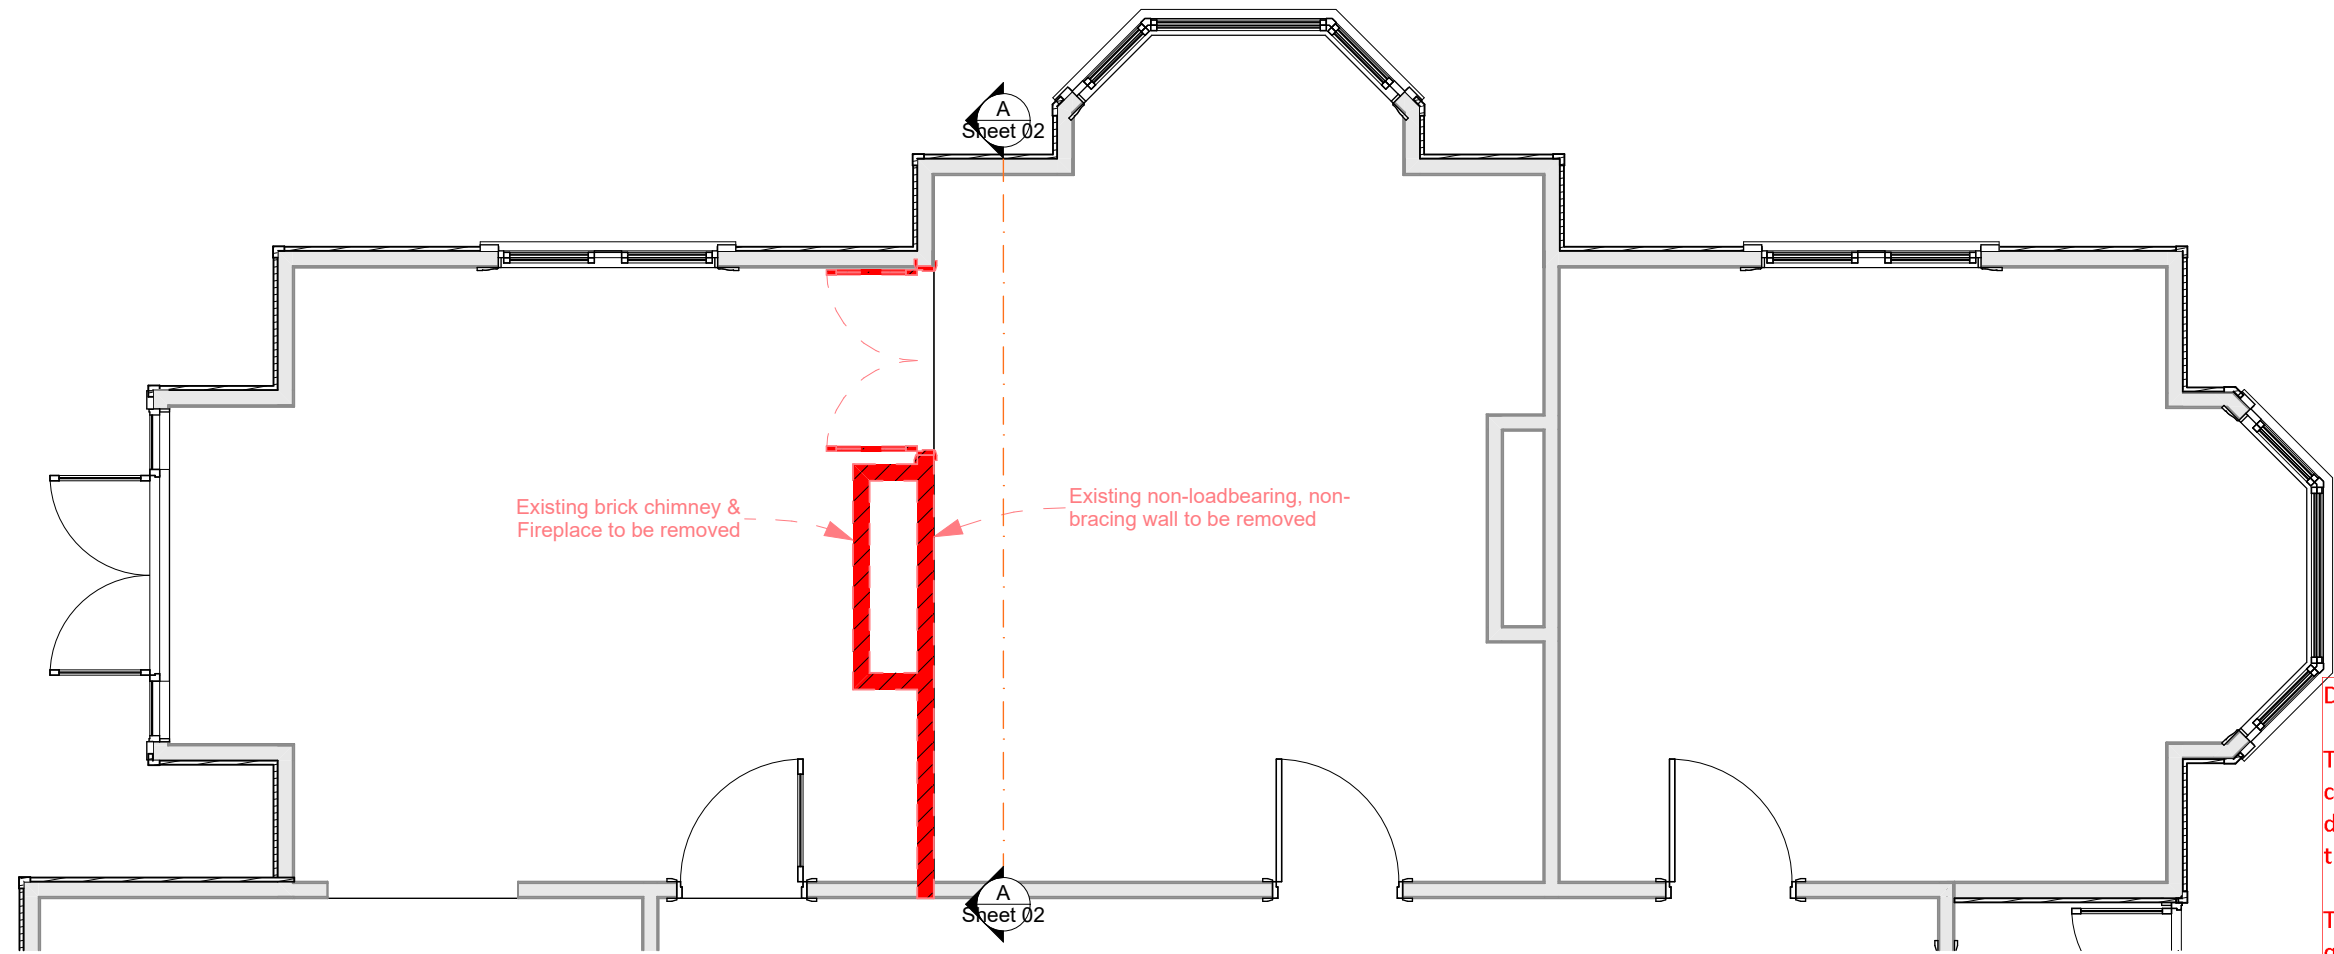 A
Sheet 02
Existing brick chimney &
Fireplace to be removed
Existing non-loadbearing, non-
bracing wall to be removed
D
T
c
d
t
A
Sheet 02
T